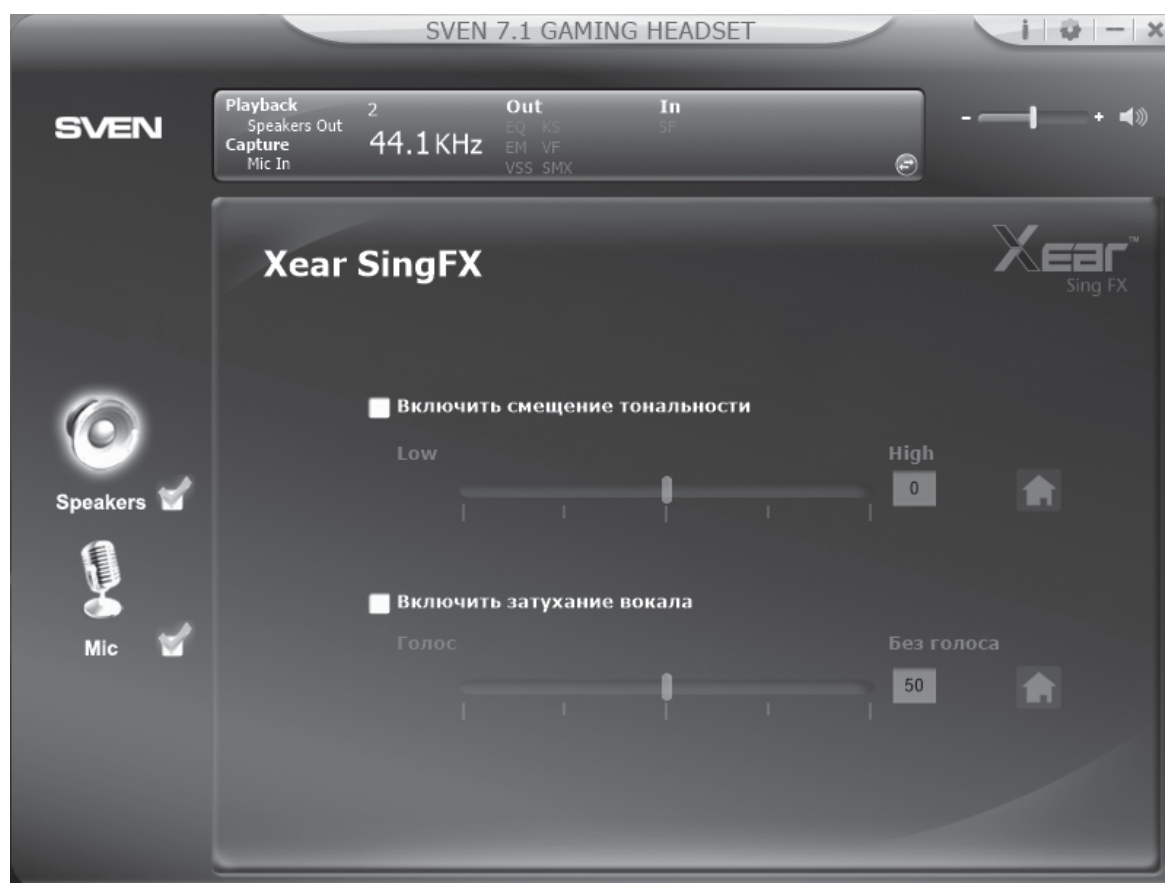 SVEN 7.1 GAMING HEADSET
i
SVEN
Playback 2 Out In
Speakers Out EQ KS SF
Capture 44.1 KHz EM VF
Mic In VSS SMX
- +
Xear SingFX
Xear™
Sing FX
Включить смещение тональности
Low High
0
Speakers
Включить затухание вокала
Mic
Голос Без голоса
50